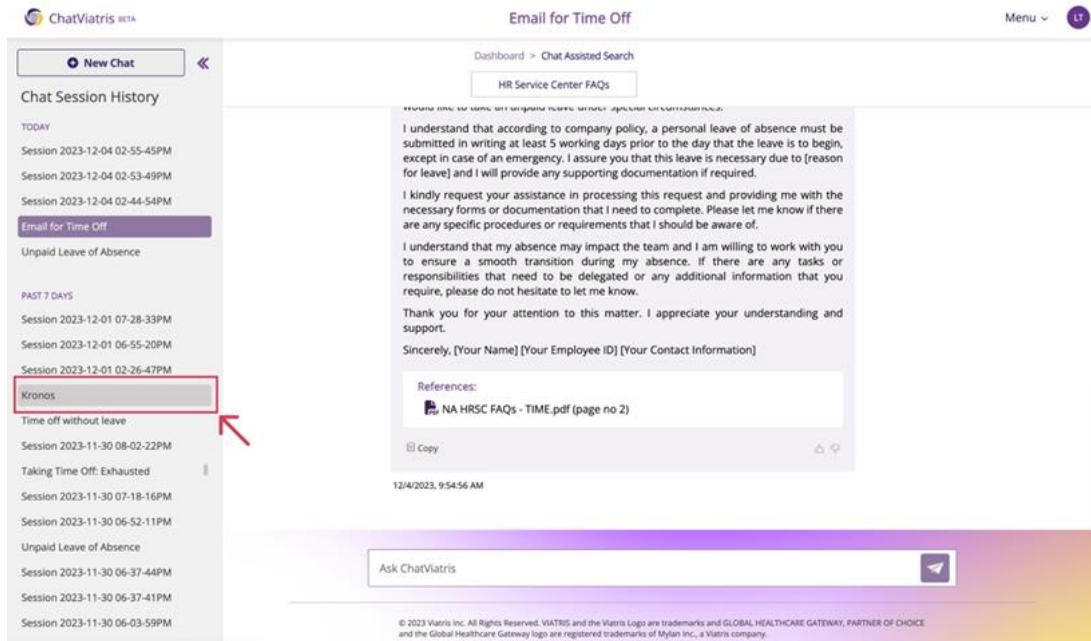 ChatViatris BETA
Email for Time Off
Menu
LT
New Chat
Chat Session History
TODAY
Session 2023-12-04 02-55-45PM
Session 2023-12-04 02-53-49PM
Session 2023-12-04 02-44-54PM
Email for Time Off
Unpaid Leave of Absence
PAST 7 DAYS
Session 2023-12-01 07-28-33PM
Session 2023-12-01 06-55-20PM
Session 2023-12-01 02-26-47PM
Kronos
Time off without leave
Session 2023-11-30 08-02-22PM
Taking Time Off: Exhausted
Session 2023-11-30 07-18-16PM
Session 2023-11-30 06-52-11PM
Unpaid Leave of Absence
Session 2023-11-30 06-37-44PM
Session 2023-11-30 06-37-41PM
Session 2023-11-30 06-03-59PM
Dashboard > Chat Assisted Search
HR Service Center FAQs
would like to take an unpaid leave under special circumstances.
I understand that according to company policy, a personal leave of absence must be
submitted in writing at least 5 working days prior to the day that the leave is to begin,
except in case of an emergency. I assure you that this leave is necessary due to [reason
for leave] and I will provide any supporting documentation if required.
I kindly request your assistance in processing this request and providing me with the
necessary forms or documentation that I need to complete. Please let me know if there
are any specific procedures or requirements that I should be aware of.
I understand that my absence may impact the team and I am willing to work with you
to ensure a smooth transition during my absence. If there are any tasks or
responsibilities that need to be delegated or any additional information that you
require, please do not hesitate to let me know.
Thank you for your attention to this matter. I appreciate your understanding and
support.
Sincerely, [Your Name] [Your Employee ID] [Your Contact Information]
References:
NA HRSC FAQs - TIME.pdf (page no 2)
Copy
12/4/2023, 9:54:56 AM
Ask ChatViatris
© 2023 Viatris Inc. All Rights Reserved. VIATRIS and the Viatris Logo are trademarks and GLOBAL HEALTHCARE GATEWAY, PARTNER OF CHOICE
and the Global Healthcare Gateway logo are registered trademarks of Mylan Inc., a Viatris company.